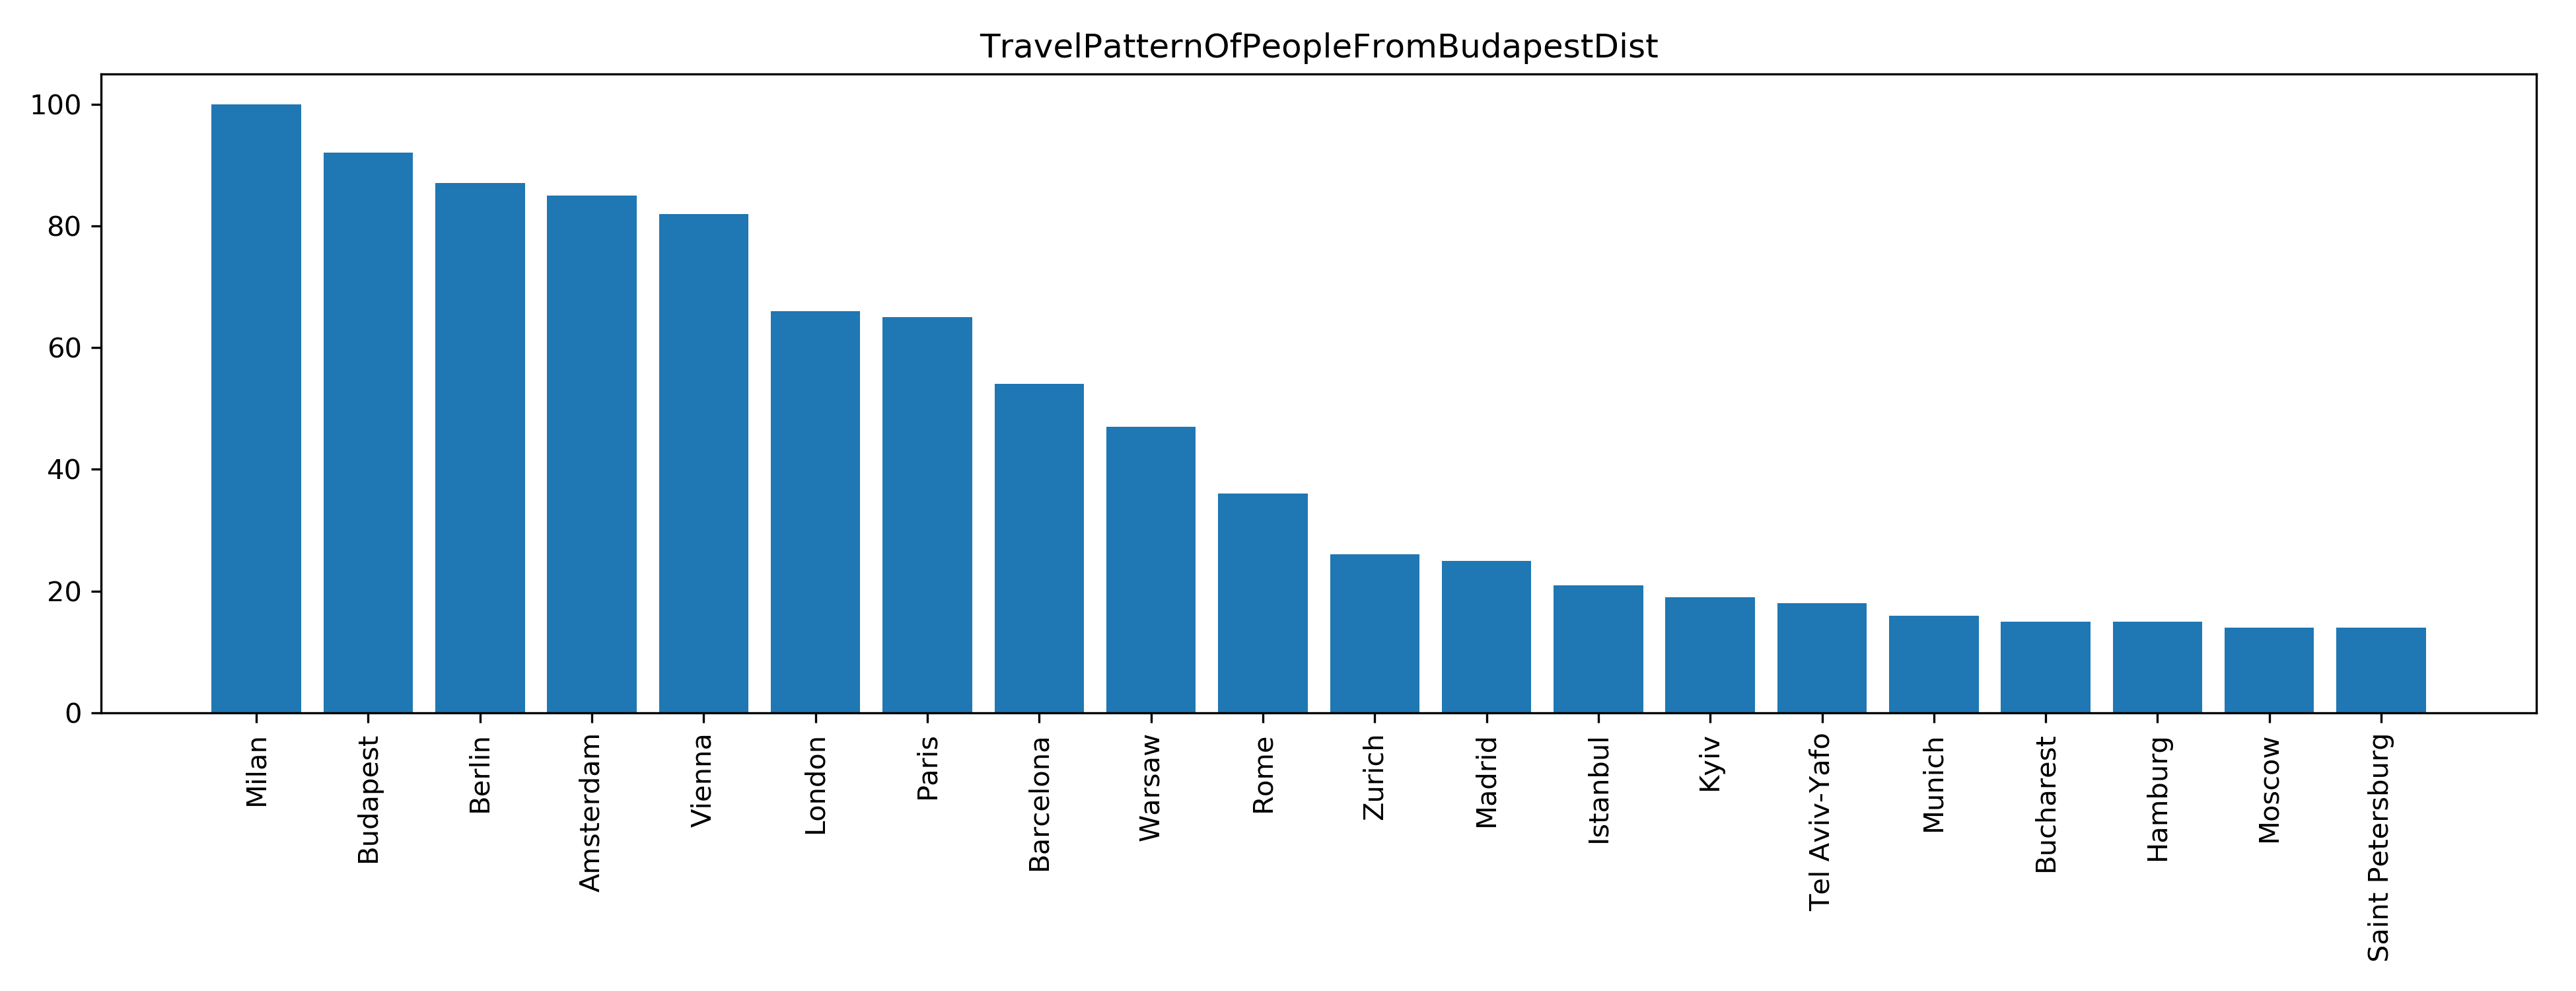 TravelPatternOfPeopleFromBudapestDist
100
80
60
40
20
0
Milan
Budapest
Berlin
Amsterdam
Vienna
London
Paris
Barcelona
Warsaw
Rome
Zurich
Madrid
Istanbul
Kyiv
Tel Aviv-Yafo
Munich
Bucharest
Hamburg
Moscow
Saint Petersburg